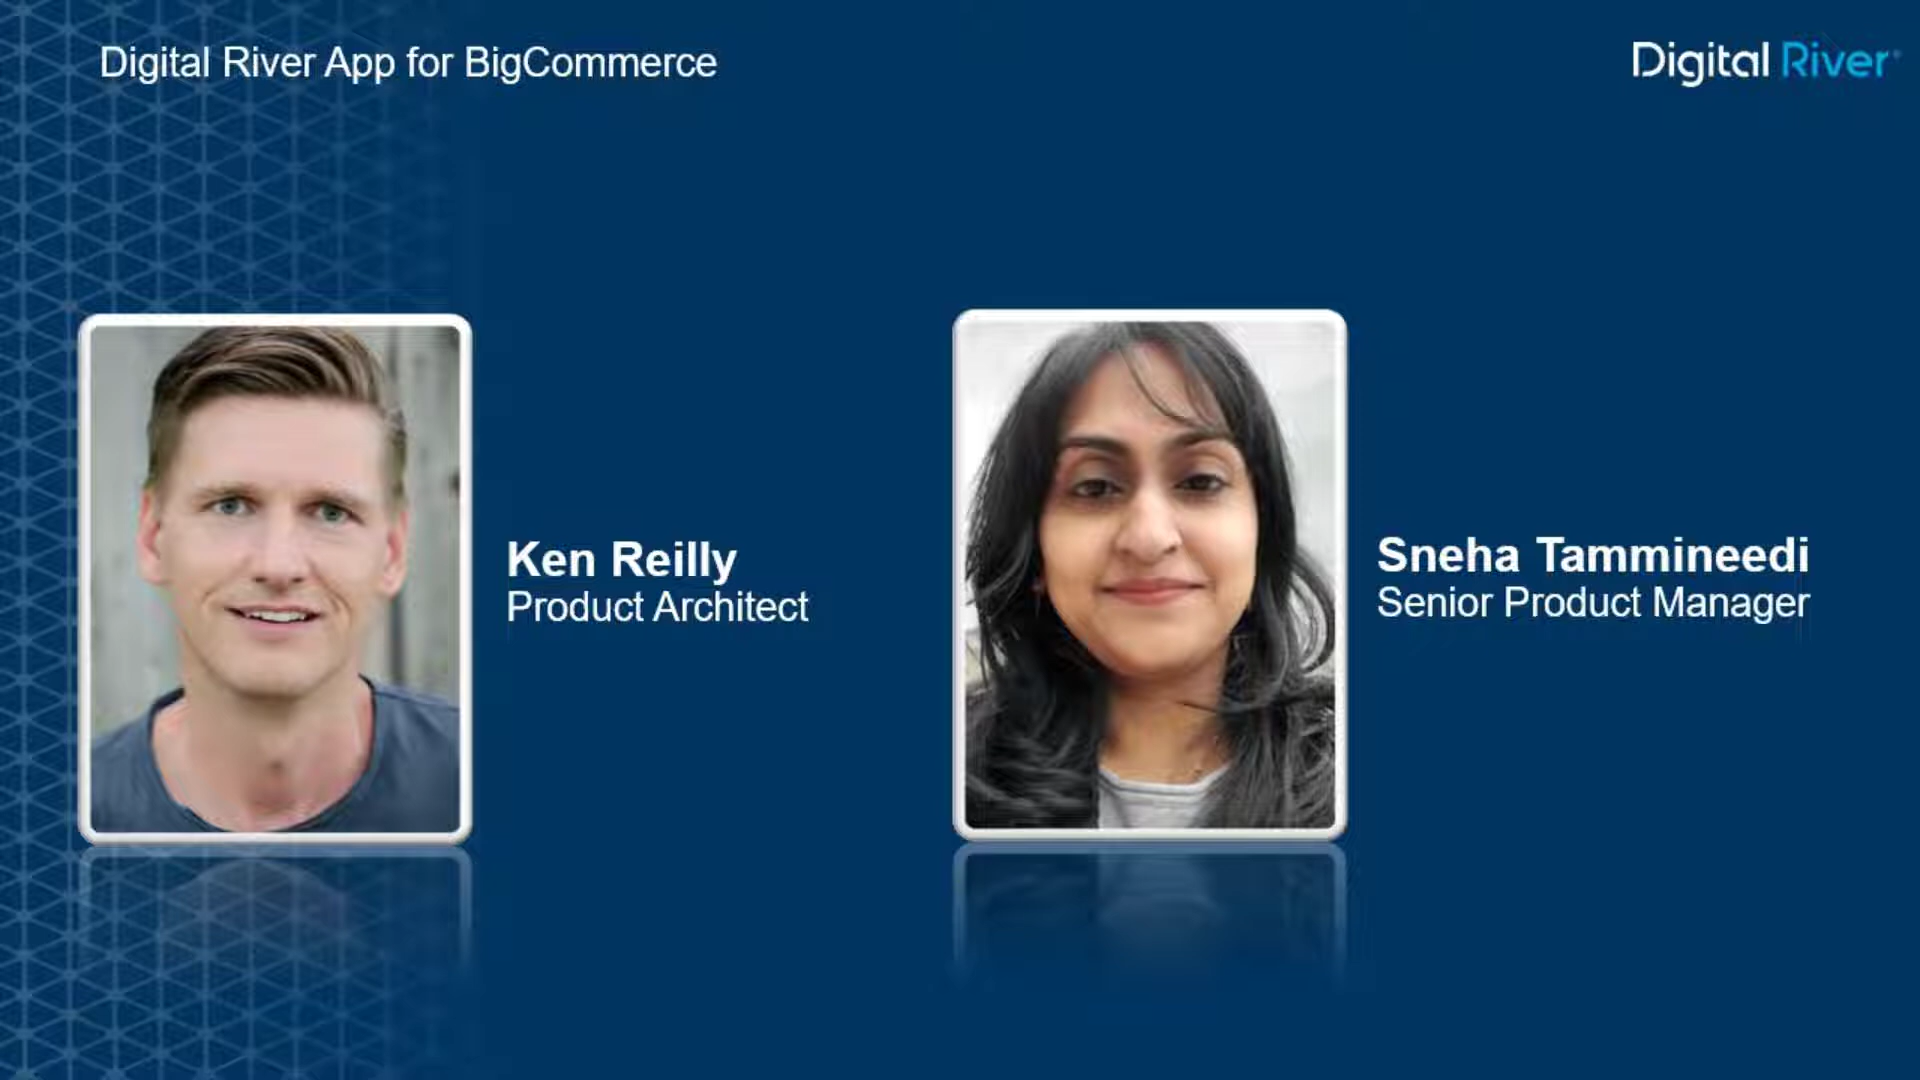 Digital River App for BigCommerce
Digital River
Ken Reilly
Product Architect
Sneha Tammineedi
Senior Product Manager